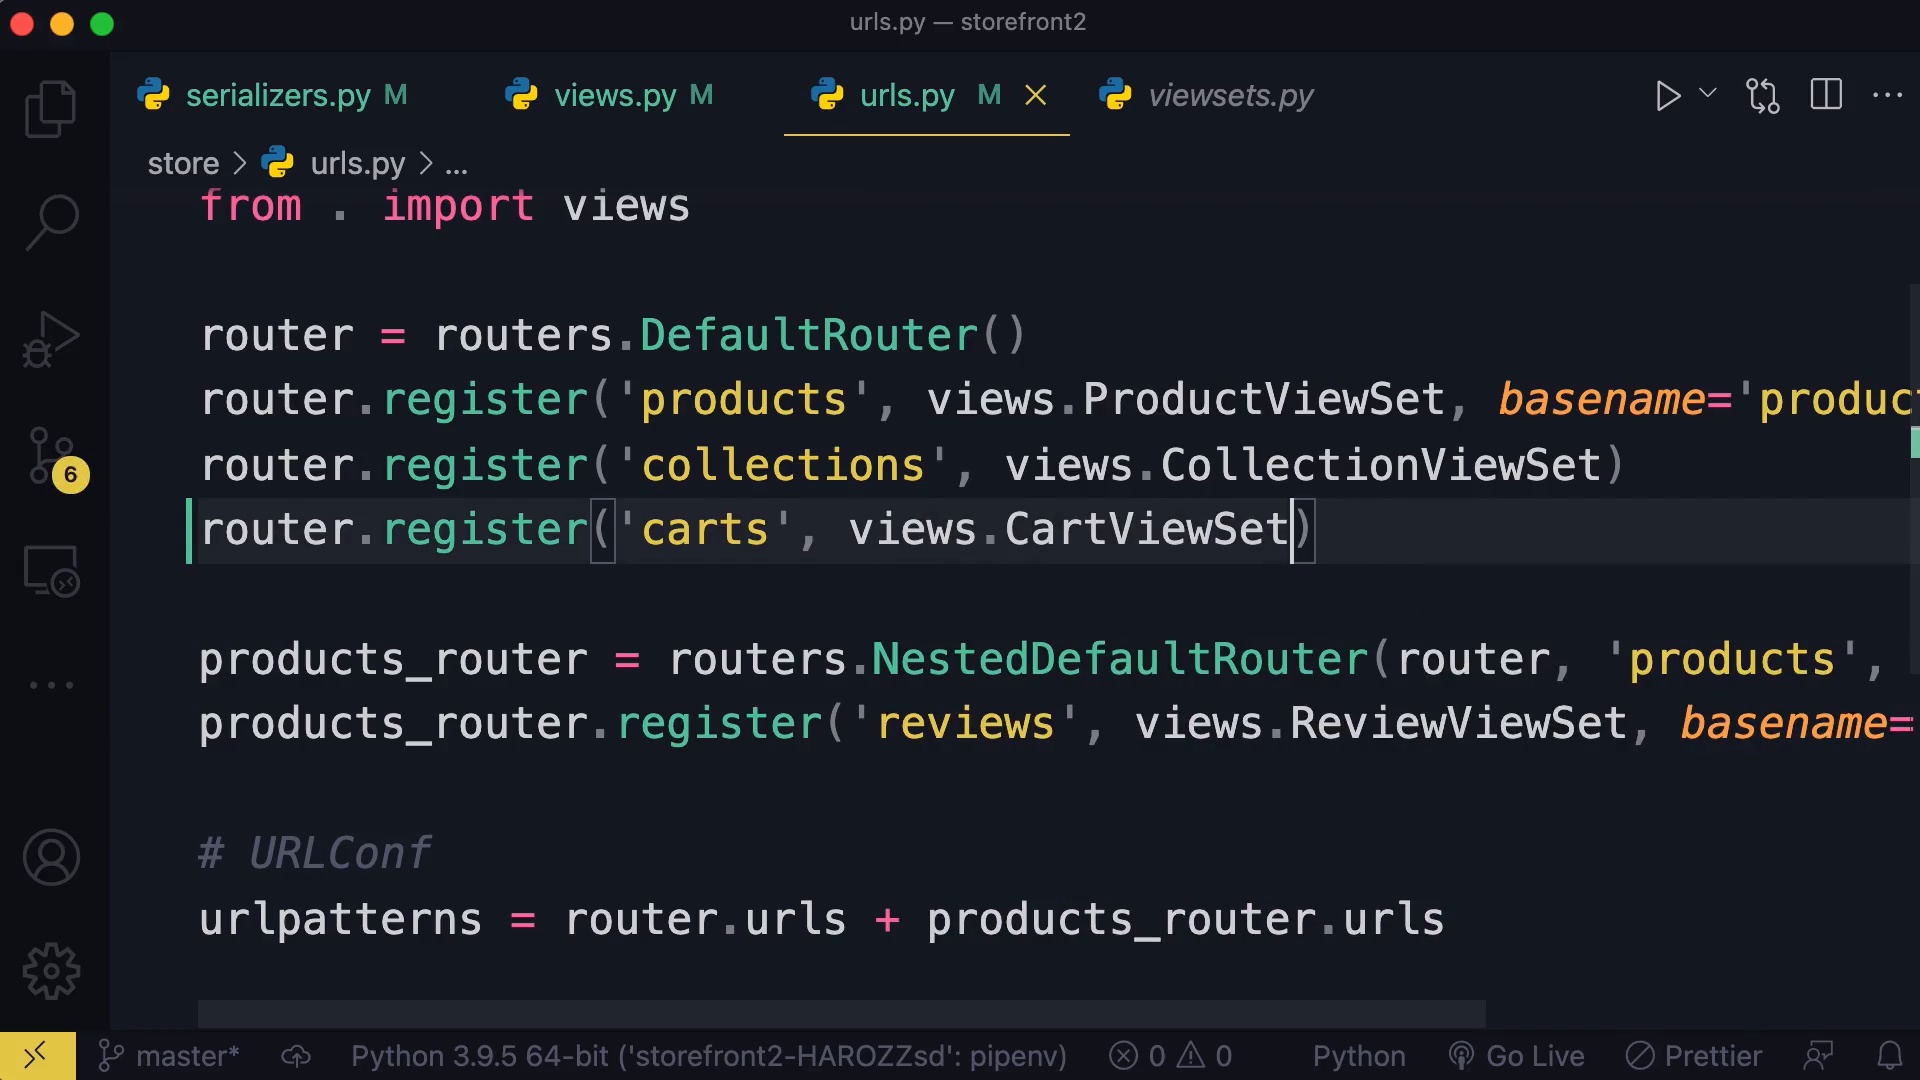 urls.py — storefront2
serializers.py M views.py M urls.py M viewsets.py
store > urls.py > ...
from . import views
router = routers.DefaultRouter()
router.register('products', views.ProductViewSet, basename='produc
router.register('collections', views.CollectionViewSet)
router.register('carts', views.CartViewSet)
products_router = routers.NestedDefaultRouter(router, 'products',
products_router.register('reviews', views.ReviewViewSet, basename=
# URLConf
urlpatterns = router.urls + products_router.urls
6
master* Python 3.9.5 64-bit ('storefront2-HAROZZsd': pipenv) 0 0 Python Go Live Prettier